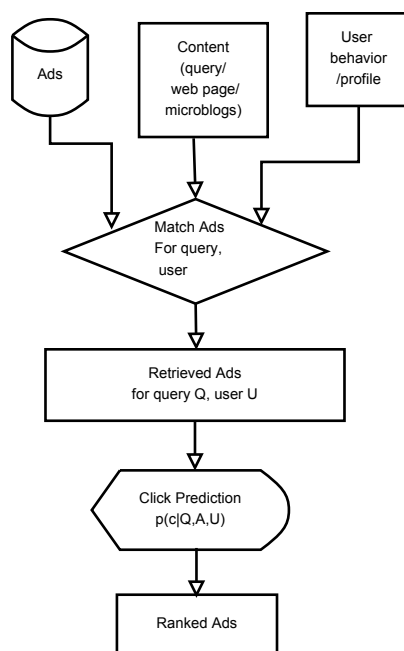 Ads
Content
(query/
web page/
microblogs)
User
behavior
/profile
Match Ads
For query,
user
Retrieved Ads
for query Q, user U
Click Prediction
p(c|Q,A,U)
Ranked Ads